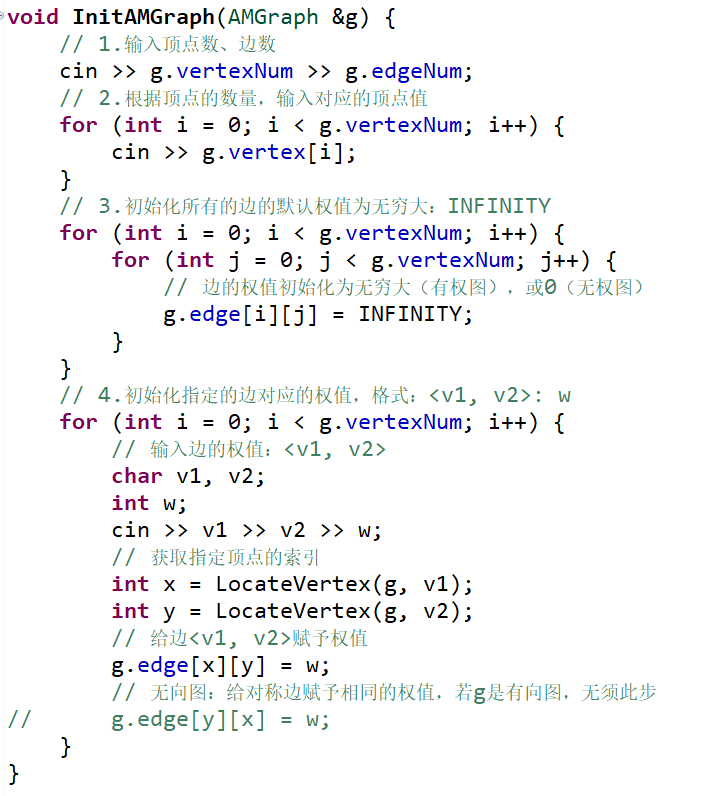 void InitAMGraph(AMGraph &g) {
    // 1.输入顶点数、边数
    cin >> g.vertexNum >> g.edgeNum;
    // 2.根据顶点的数量，输入对应的顶点值
    for (int i = 0; i < g.vertexNum; i++) {
        cin >> g.vertex[i];
    }
    // 3.初始化所有的边的默认权值为无穷大：INFINITY
    for (int i = 0; i < g.vertexNum; i++) {
        for (int j = 0; j < g.vertexNum; j++) {
            // 边的权值初始化为无穷大（有权图），或0（无权图）
            g.edge[i][j] = INFINITY;
        }
    }
    // 4.初始化指定的边对应的权值，格式：<v1, v2>: w
    for (int i = 0; i < g.vertexNum; i++) {
        // 输入边的权值：<v1, v2>
        char v1, v2;
        int w;
        cin >> v1 >> v2 >> w;
        // 获取指定顶点的索引
        int x = LocateVertex(g, v1);
        int y = LocateVertex(g, v2);
        // 给边<v1, v2>赋予权值
        g.edge[x][y] = w;
        // 无向图：给对称边赋予相同的权值，若g是有向图，无须此步
//      g.edge[y][x] = w;
    }
}